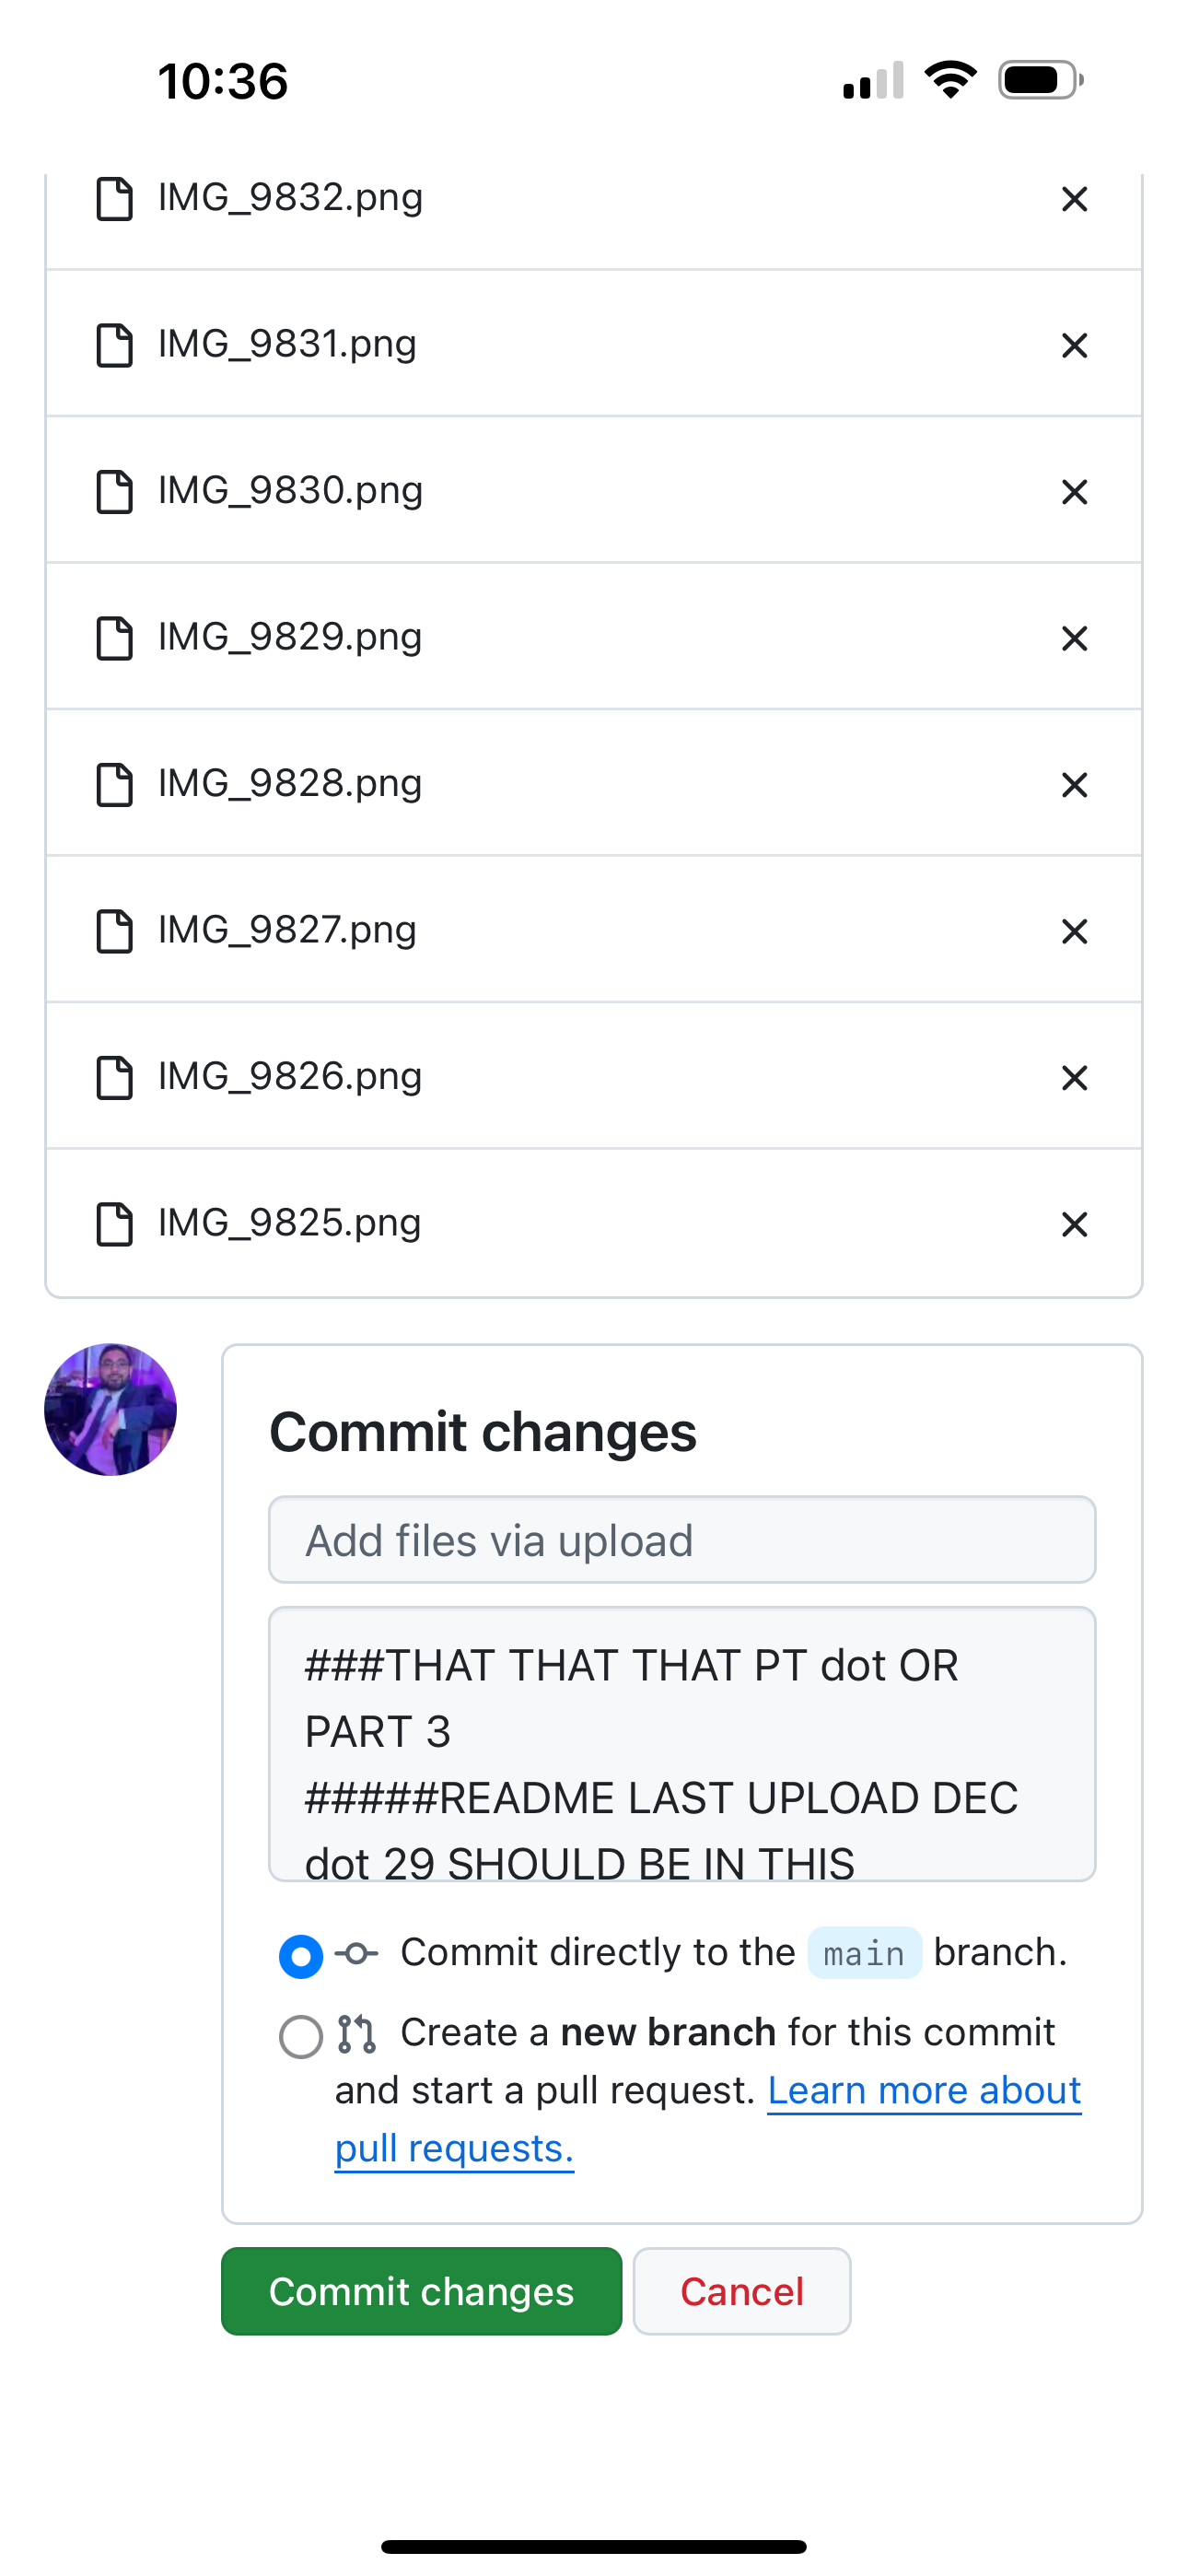 10:36
IMG_9832.png
IMG_9831.png
IMG_9830.png
IMG_9829.png
IMG_9828.png
IMG_9827.png
IMG_9826.png
IMG_9825.png
Commit changes
Add files via upload
###THAT THAT THAT PT dot OR
PART 3
#####README LAST UPLOAD DEC
dot 29 SHOULD BE IN THIS
Commit directly to the main branch.
Create a new branch for this commit
and start a pull request. Learn more about
pull requests.
Commit changes Cancel